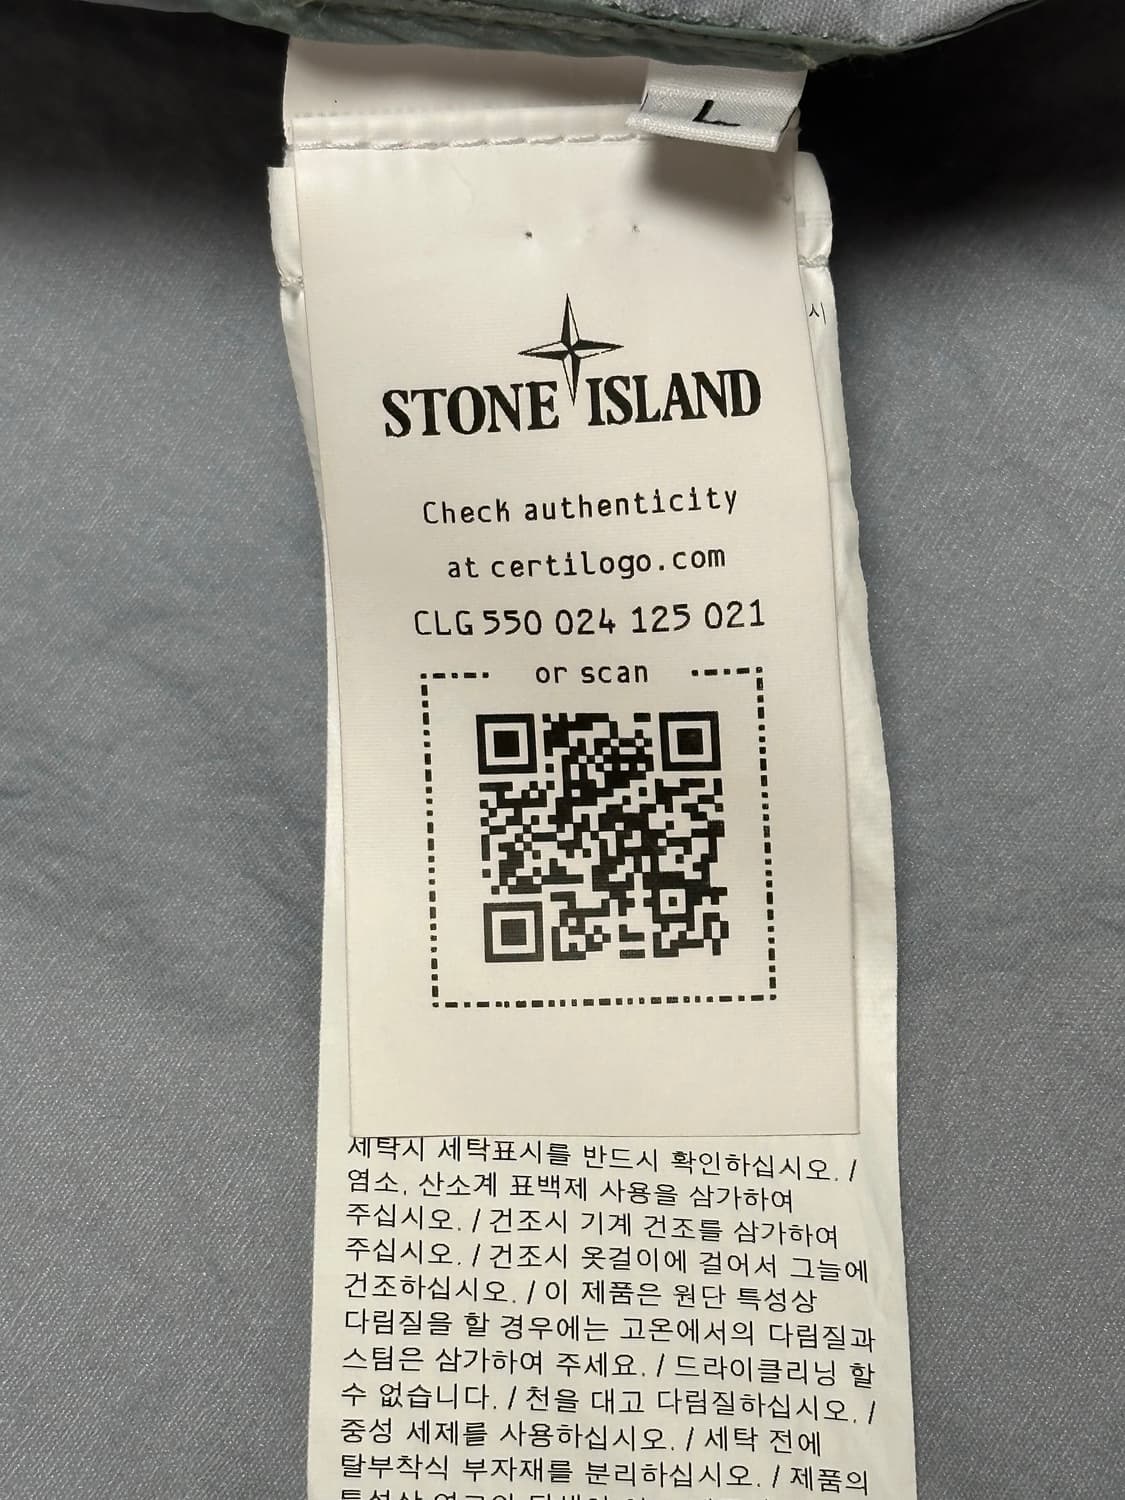 L
시
STONE ISLAND
Check authenticity
at certilogo.com
CLG 550 024 125 021
or scan
세탁시 세탁표시를 반드시 확인하십시오. /
염소, 산소계 표백제 사용을 삼가하여
주십시오. / 건조시 기계 건조를 삼가하여
주십시오. / 건조시 옷걸이에 걸어서 그늘에
건조하십시오. / 이 제품은 원단 특성상
다림질을 할 경우에는 고온에서의 다림질과
스팀은 삼가하여 주세요. / 드라이클리닝 할
수 없습니다. / 천을 대고 다림질하십시오. /
중성 세제를 사용하십시오. / 세탁 전에
탈부착식 부자재를 분리하십시오. / 제품의